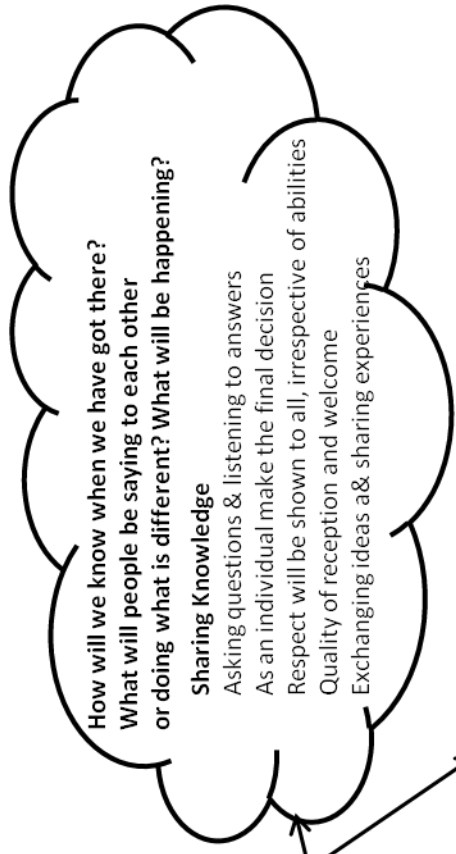 How will we know when we have got there?
What will people be saying to each other
or doing what is different? What will be happening?
Sharing Knowledge
Asking questions & listening to answers
As an individual make the final decision
Respect will be shown to all, irrespective of abilities
Quality of reception and welcome
Exchanging ideas a& sharing experiences